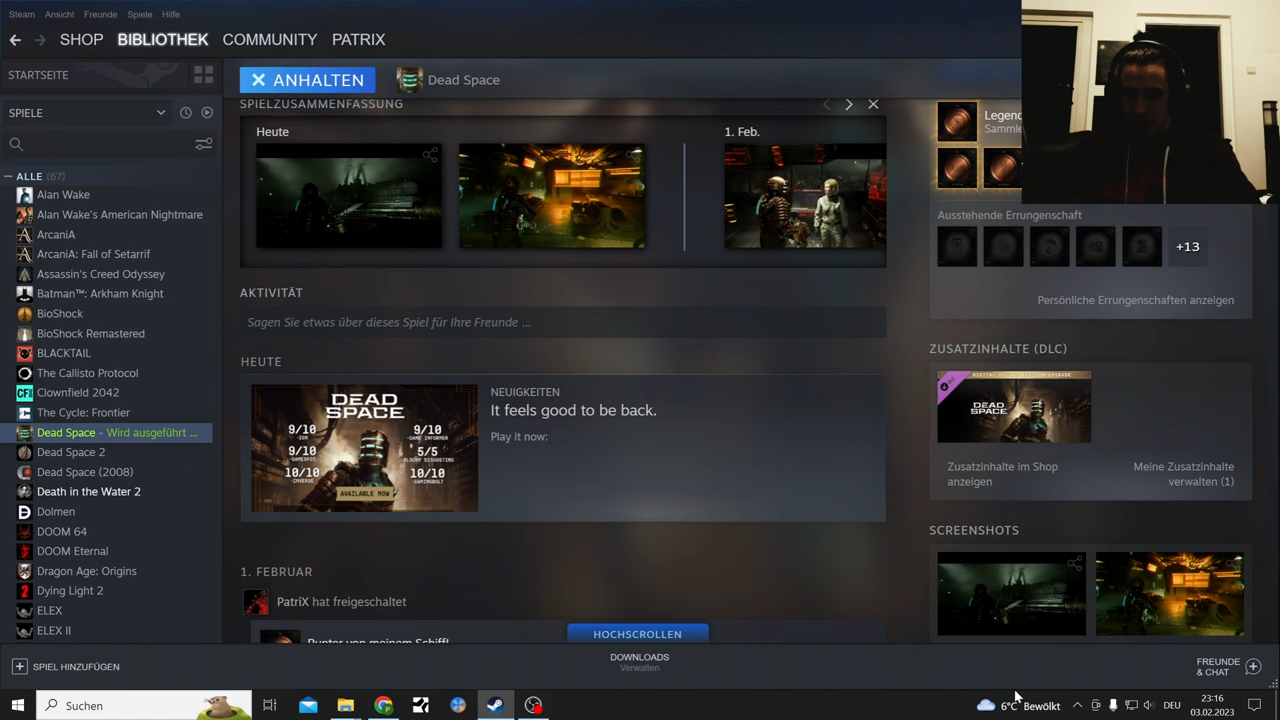 Steam Ansicht Freunde Spiele Hilfe
SHOP BIBLIOTHEK COMMUNITY PATRIX
STARTSEITE
ANHALTEN Dead Space
SPIELE
ALLE (67)
Alan Wake
Alan Wake's American Nightmare
ArcaniA
ArcaniA: Fall of Setarrif
Assassin's Creed Odyssey
Batman™: Arkham Knight
BioShock
BioShock Remastered
BLACKTAIL
The Callisto Protocol
Clownfield 2042
The Cycle: Frontier
Dead Space - Wird ausgeführt ...
Dead Space 2
Dead Space (2008)
Death in the Water 2
Dolmen
DOOM 64
DOOM Eternal
Dragon Age: Origins
Dying Light 2
ELEX
ELEX II
SPIEL HINZUFÜGEN
SPIELZUSAMMENFASSUNG
Heute
1. Feb.
AKTIVITÄT
Sagen Sie etwas über dieses Spiel für Ihre Freunde ...
HEUTE
DEAD
SPACE
9/10
9/10
10/10
9/10
5/5
10/10
AVAILABLE NOW
NEUIGKEITEN
It feels good to be back.
Play it now:
1. FEBRUAR
PatriX hat freigeschaltet
Runter von meinem Schiff!
HOCHSCROLLEN
DOWNLOADS
Verwalten
Ausstehende Errungenschaft
+13
Persönliche Errungenschaften anzeigen
ZUSATZINHALTE (DLC)
DEAD
SPACE
Zusatzinhalte im Shop
anzeigen
Meine Zusatzinhalte
verwalten (1)
SCREENSHOTS
FREUNDE
& CHAT
Suchen
6°C Bewölkt
DEU
23:16
03.02.2023